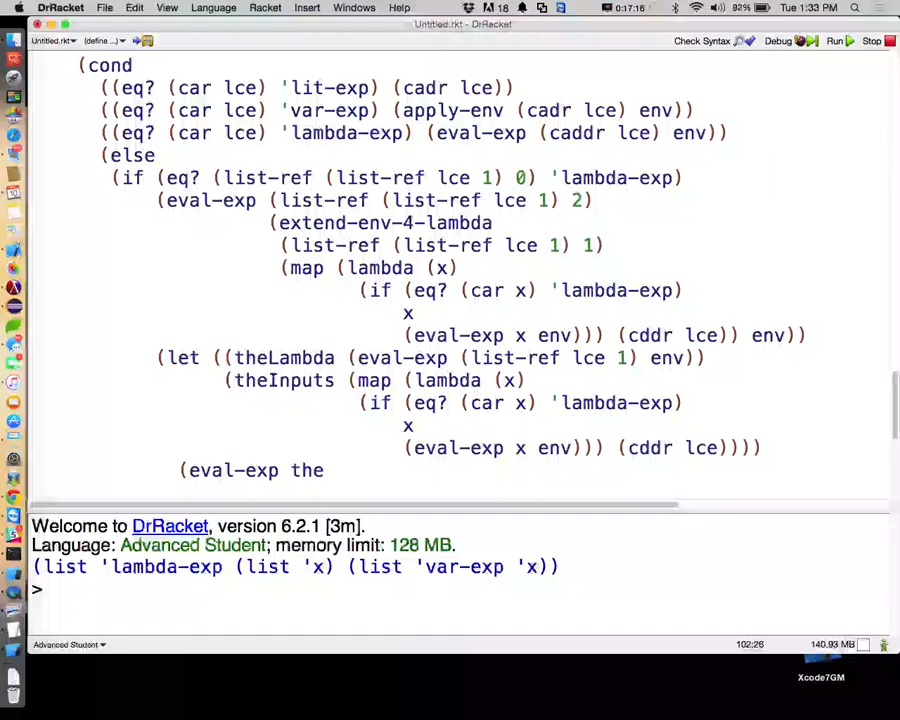 DrRacket File Edit View Language Racket Insert Windows Help 18 0:17:16 92% Tue 1:33 PM
Untitled.rkt - DrRacket
Untitled.rkt (define ...) Check Syntax Debug Run Stop
(cond
((eq? (car lce) 'lit-exp) (cadr lce))
((eq? (car lce) 'var-exp) (apply-env (cadr lce) env))
((eq? (car lce) 'lambda-exp) (eval-exp (caddr lce) env))
(else
(if (eq? (list-ref (list-ref lce 1) 0) 'lambda-exp)
(eval-exp (list-ref (list-ref lce 1) 2)
(extend-env-4-lambda
(list-ref (list-ref lce 1) 1)
(map (lambda (x)
(if (eq? (car x) 'lambda-exp)
x
(eval-exp x env))) (cddr lce)) env))
(let ((theLambda (eval-exp (list-ref lce 1) env))
(theInputs (map (lambda (x)
(if (eq? (car x) 'lambda-exp)
x
(eval-exp x env))) (cddr lce))))
(eval-exp the
Welcome to DrRacket, version 6.2.1 [3m].
Language: Advanced Student; memory limit: 128 MB.
(list 'lambda-exp (list 'x) (list 'var-exp 'x))
>
Advanced Student 102:26 140.93 MB
Xcode7GM